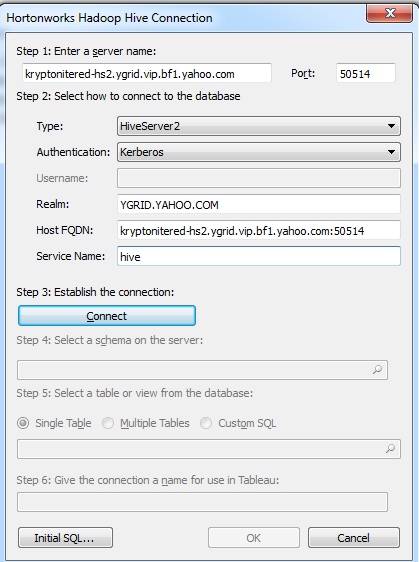 Hortonworks Hadoop Hive Connection
Step 1: Enter a server name:
kryptonitered-hs2.ygrid.vip.bf1.yahoo.com Port: 50514
Step 2: Select how to connect to the database
Type: HiveServer2
Authentication: Kerberos
Username:
Realm: YGRID.YAHOO.COM
Host FQDN: kryptonitered-hs2.ygrid.vip.bf1.yahoo.com:50514
Service Name: hive
Step 3: Establish the connection:
Connect
Step 4: Select a schema on the server:
Step 5: Select a table or view from the database:
Single Table Multiple Tables Custom SQL
Step 6: Give the connection a name for use in Tableau:
Initial SQL... OK Cancel